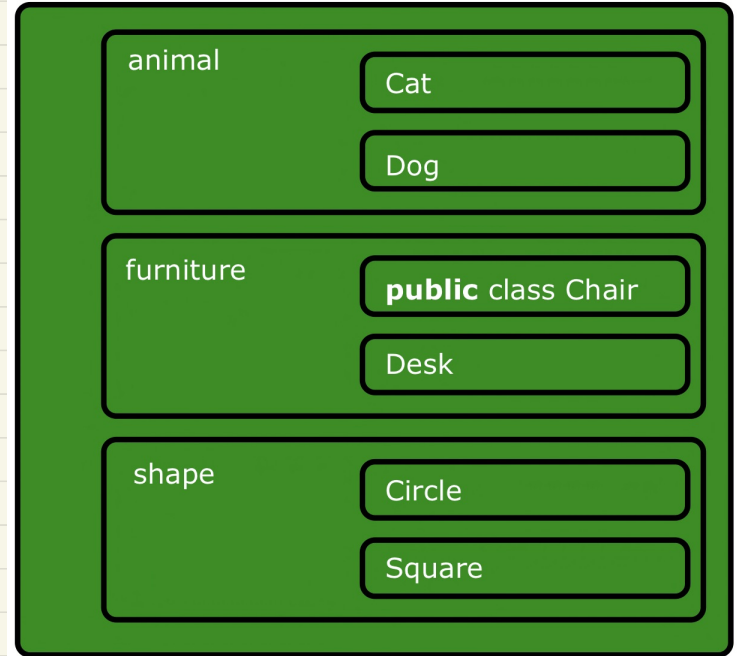 animal
Cat
Dog
furniture
public class Chair
Desk
shape
Circle
Square